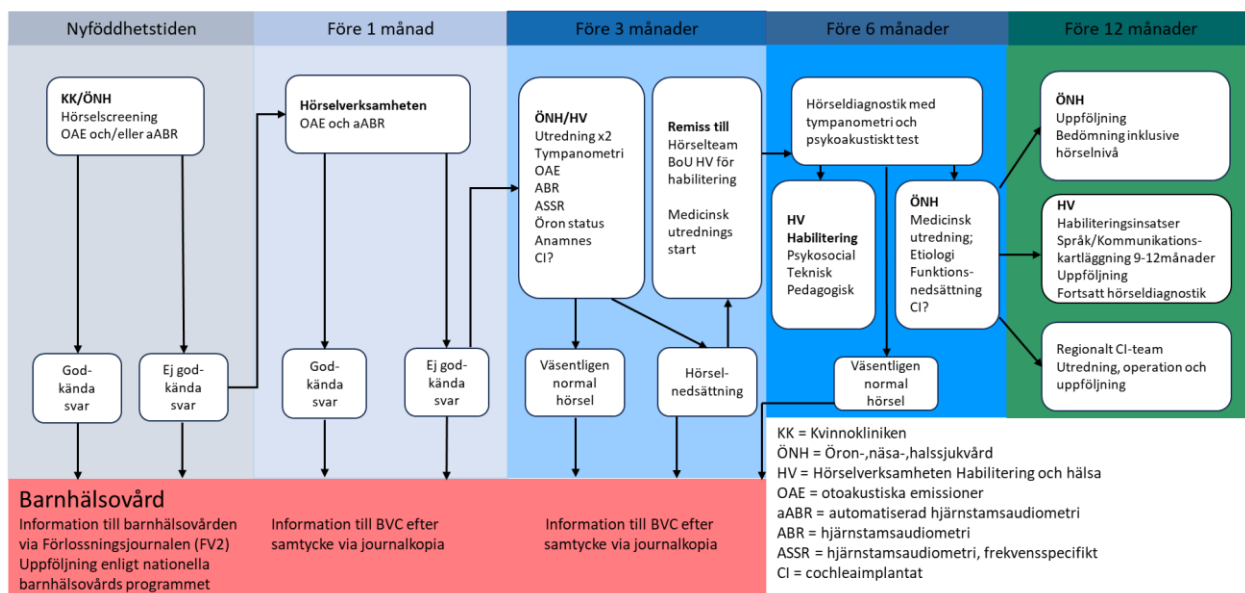 Nyföddhetstiden
Före 1 månad
Före 3 månader
Före 6 månader
Före 12 månader
KK/ÖNH
Hörselscreening
OAE och/eller aABR
God-
kända
svar
Ej god-
kända
svar
Hörselverksamheten
OAE och aABR
God-
kända
svar
Ej god-
kända
svar
ÖNH/HV
Utredning x2
Tympanometri
OAE
ABR
ASSR
Öron status
Anamnes
CI?
Remiss till
Hörselteam
BoU HV för
habilitering
Medicinsk
utrednings
start
Väsentligen
normal
hörsel
Hörsel-
nedsättning
Hörseldiagnostik med
tympanometri och
psykoakustiskt test
HV
Habilitering
Psykosocial
Teknisk
Pedagogisk
ÖNH
Medicinsk
utredning;
Etiologi
Funktions-
nedsättning
CI?
Väsentligen
normal
hörsel
ÖNH
Uppföljning
Bedömning inklusive
hörselnivå
HV
Habiliteringsinsatser
Språk/Kommunikations-
kartläggning 9-12månader
Uppföljning
Fortsatt hörseldiagnostik
Regionalt CI-team
Utredning, operation och
uppföljning
Barnhälsovård
Information till barnhälsovården
via Förlossningsjournalen (FV2)
Uppföljning enligt nationella
barnhälsovårds programmet
Information till BVC efter
samtycke via journalkopia
Information till BVC efter
samtycke via journalkopia
KK = Kvinnokliniken
ÖNH = Öron-,näsa-,halssjukvård
HV = Hörselverksamheten Habilitering och hälsa
OAE = otoakustiska emissioner
aABR = automatiserad hjärnstamsaudiometri
ABR = hjärnstamsaudiometri
ASSR = hjärnstamsaudiometri, frekvensspecifikt
CI = cochleaimplantat